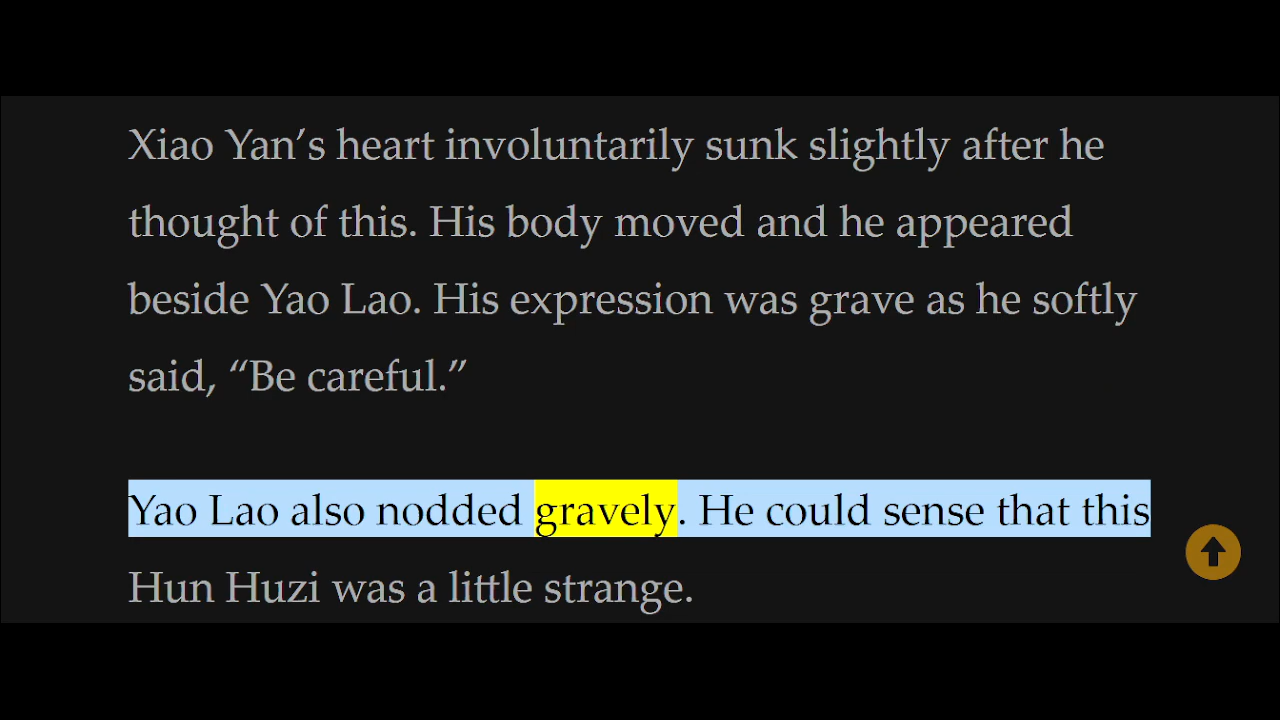 Xiao Yan’s heart involuntarily sunk slightly after he
thought of this. His body moved and he appeared
beside Yao Lao. His expression was grave as he softly
said, “Be careful.”
Yao Lao also nodded gravely. He could sense that this
Hun Huzi was a little strange.